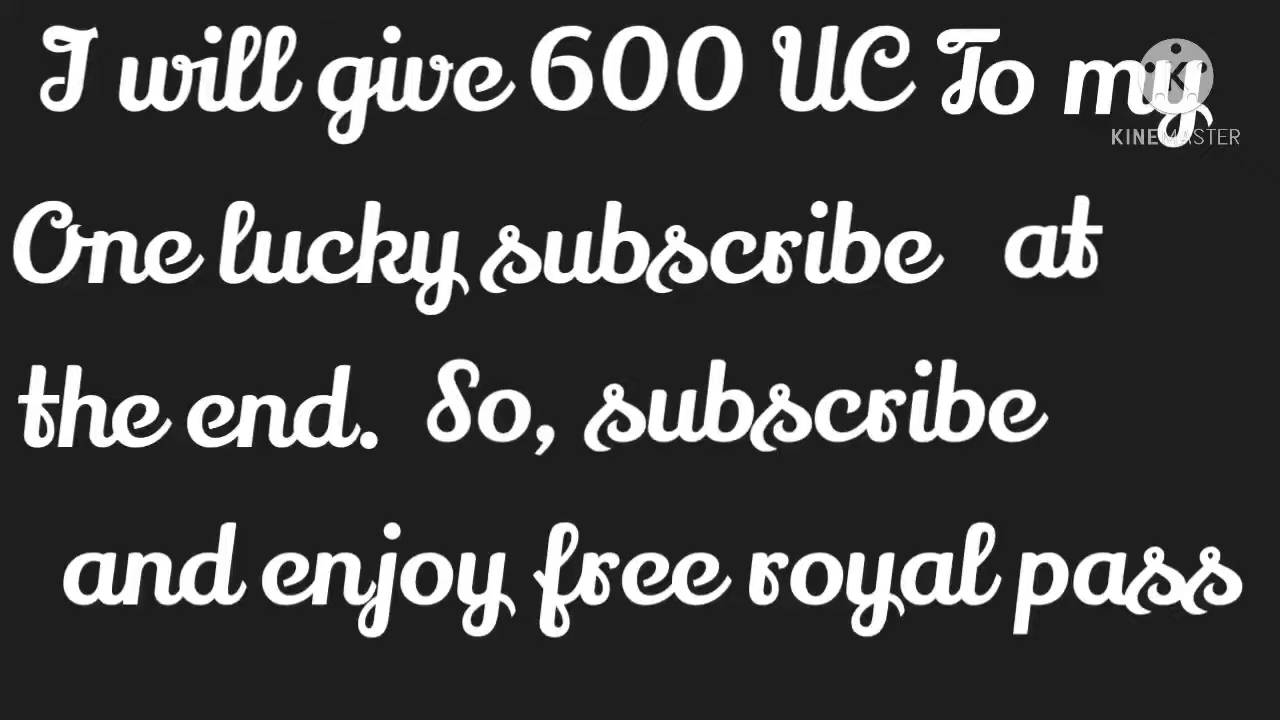 I will give 600 UC To my
KINEMASTER
One lucky subscribe at
the end. So, subscribe
and enjoy free royal pass